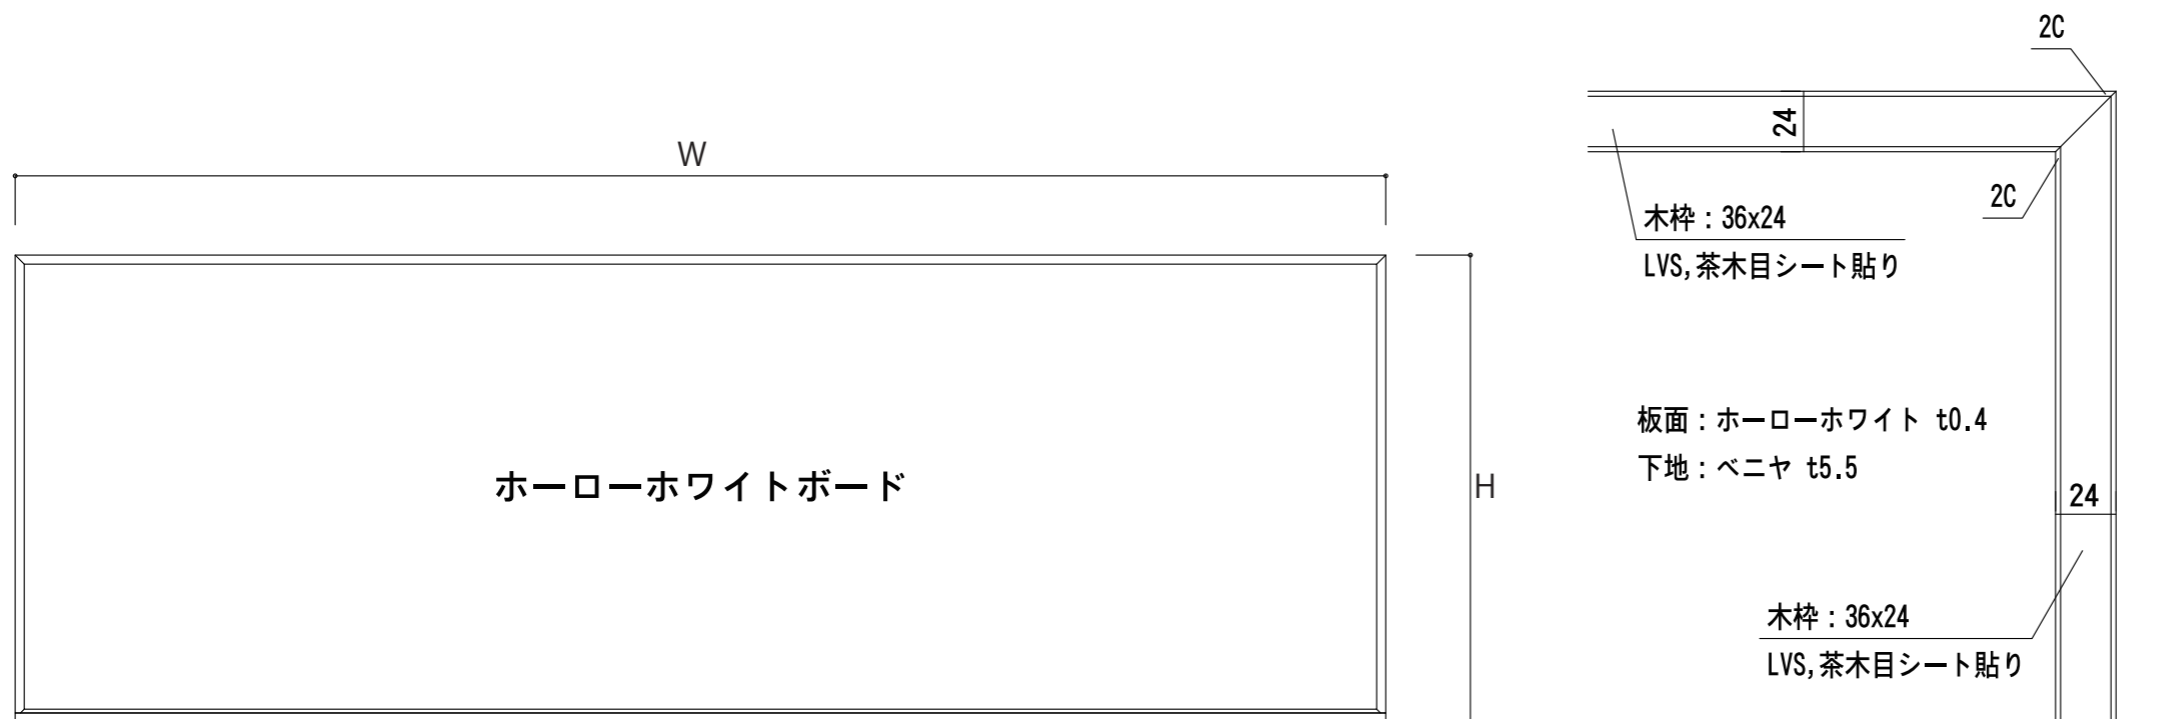 W
ホーローホワイトボード
H
2C
24
2C
木枠：36x24
LVS,茶木目シート貼り
板面：ホーローホワイト t0.4
下地：ベニヤ t5.5
24
木枠：36x24
LVS,茶木目シート貼り